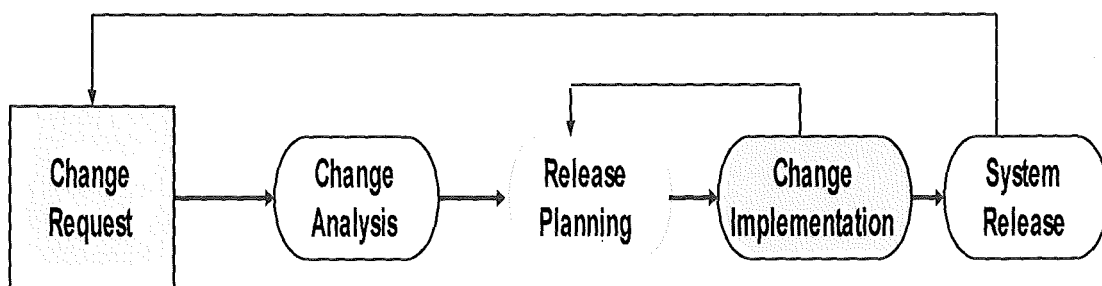 Change
Request
Change
Analysis
Release
Planning
Change
Implementation
System
Release